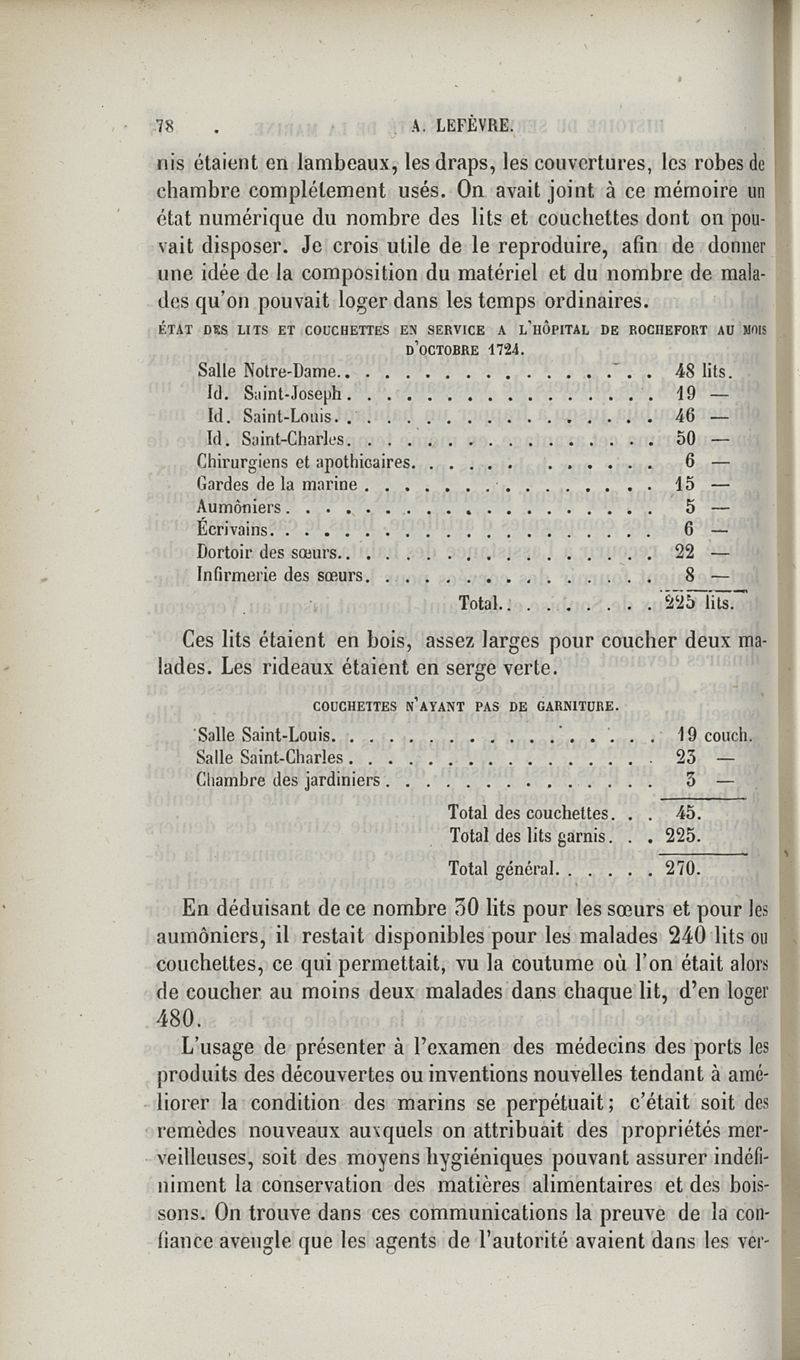 78 A. LEFÈVRE.
nis étaient en lambeaux, les draps, les couvertures, les robes de
chambre complétement usés. On avait joint à ce mémoire un
état numérique du nombre des lits et couchettes dont on pou-
vait disposer. Je crois utile de le reproduire, afin de donner
une idée de la composition du matériel et du nombre de mala-
des qu'on pouvait loger dans les temps ordinaires.
ÉTAT DES LITS ET COUCHETTES EN SERVICE A L'HÔPITAL DE ROCHEFORT AU MOIS
D'OCTOBRE 1724.
Salle Notre-Dame. . . . . . . . . . . . . . . . 48 lits.
Id. Saint-Joseph. . . . . . . . . . . . . . . . 19 —
Id. Saint-Louis. . . . . . . . . . . . . . . . . 46 —
Id. Saint-Charles. . . . . . . . . . . . . . . . 50 —
Chirurgiens et apothicaires. . . . . . . . . . . . 6 —
Gardes de la marine . . . . . . . . . . . . . . . 15 —
Aumôniers. . . . . . . . . . . . . . . . . . . 5 —
Écrivains. . . . . . . . . . . . . . . . . . . . 6 —
Dortoir des sœurs. . . . . . . . . . . . . . . . 22 —
Infirmerie des sœurs. . . . . . . . . . . . . . . 8 —
Total. . . . . . . . . 225 lits.
Ces lits étaient en bois, assez larges pour coucher deux ma-
lades. Les rideaux étaient en serge verte.
COUCHETTES N'AYANT PAS DE GARNITURE.
Salle Saint-Louis. . . . . . . . . . . . . . . . . 19 couch.
Salle Saint-Charles . . . . . . . . . . . . . . . . 23 —
Chambre des jardiniers . . . . . . . . . . . . . . 3 —
Total des couchettes. . . 45.
Total des lits garnis. . . 225.
Total général. . . . . . 270.
En déduisant de ce nombre 30 lits pour les sœurs et pour les
aumôniers, il restait disponibles pour les malades 240 lits ou
couchettes, ce qui permettait, vu la coutume où l'on était alors
de coucher au moins deux malades dans chaque lit, d'en loger
480.
L'usage de présenter à l'examen des médecins des ports les
produits des découvertes ou inventions nouvelles tendant à amé-
liorer la condition des marins se perpétuait; c'était soit des
remèdes nouveaux auxquels on attribuait des propriétés mer-
veilleuses, soit des moyens hygiéniques pouvant assurer indéfi-
niment la conservation des matières alimentaires et des bois-
sons. On trouve dans ces communications la preuve de la con-
fiance aveugle que les agents de l'autorité avaient dans les ver-